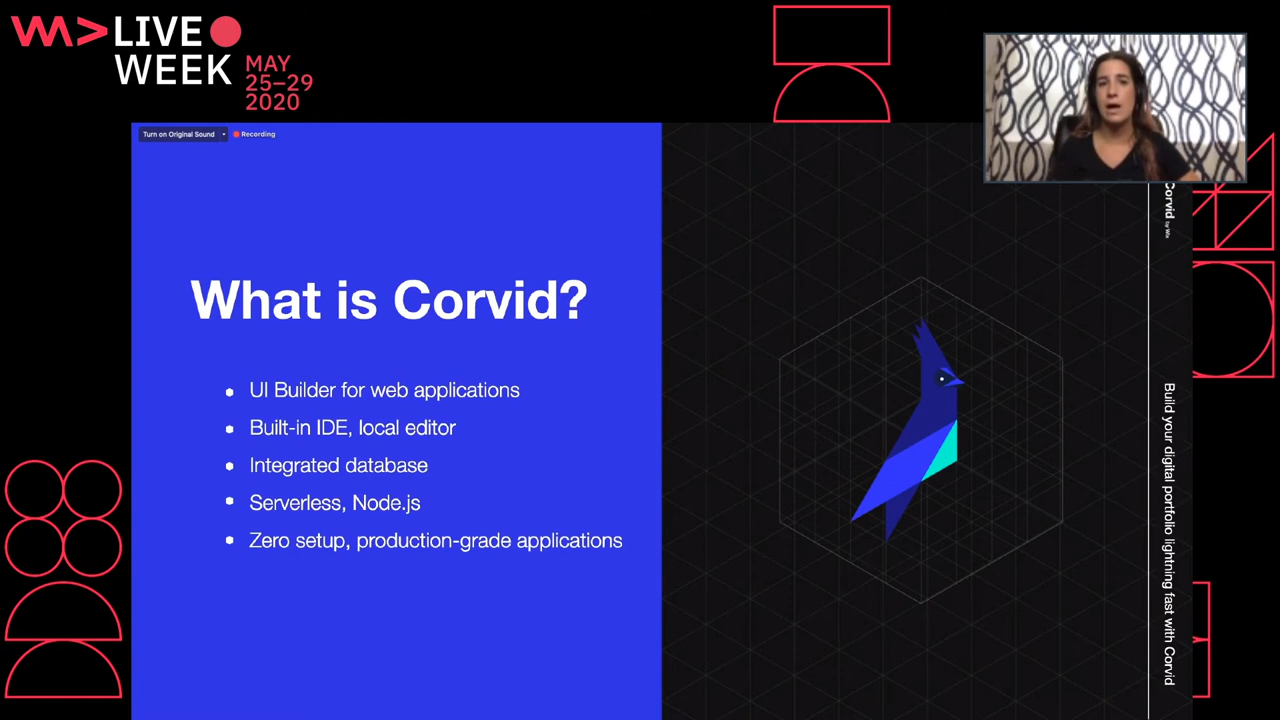 LIVE
WEEK
MAY
25–29
2020
Turn on Original Sound
Recording
What is Corvid?
UI Builder for web applications
Built-in IDE, local editor
Integrated database
Serverless, Node.js
Zero setup, production-grade applications
Corvid by Wix
Build your digital portfolio lightning fast with Corvid